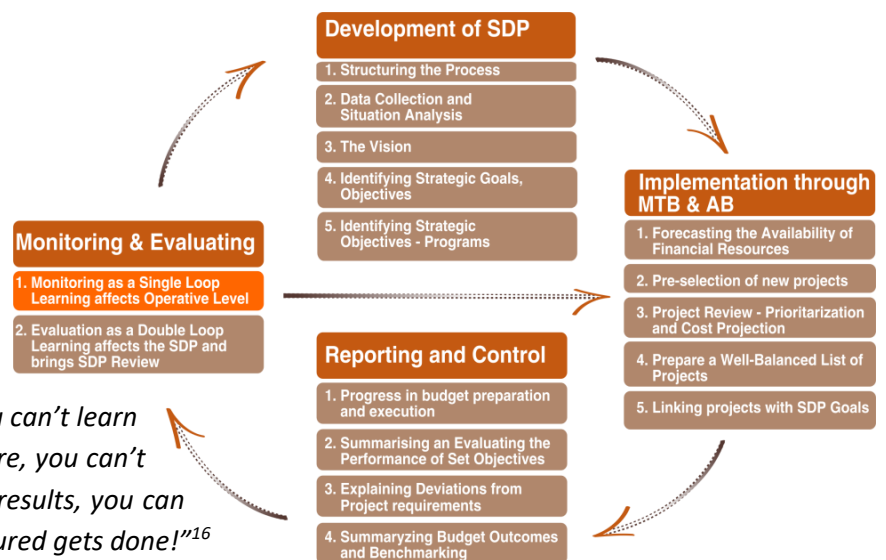 Development of SDP
1. Structuring the Process
2. Data Collection and
Situation Analysis
3. The Vision
4. Identifying Strategic Goals,
Objectives
5. Identifying Strategic
Objectives - Programs
Implementation through
MTB & AB
1. Forecasting the Availability of
Financial Resources
2. Pre-selection of new projects
3. Project Review - Prioritarization
and Cost Projection
4. Prepare a Well-Balanced List of
Projects
5. Linking projects with SDP Goals
Monitoring & Evaluating
1. Monitoring as a Single Loop
Learning affects Operative Level
2. Evaluation as a Double Loop
Learning affects the SDP and
brings SDP Review
Reporting and Control
1. Progress in budget preparation
and execution
2. Summarising an Evaluating the
Performance of Set Objectives
3. Explaining Deviations from
Project requirements
4. Summaryzing Budget Outcomes
and Benchmarking
can't learn
, you can't
results, you can
gets done!"16